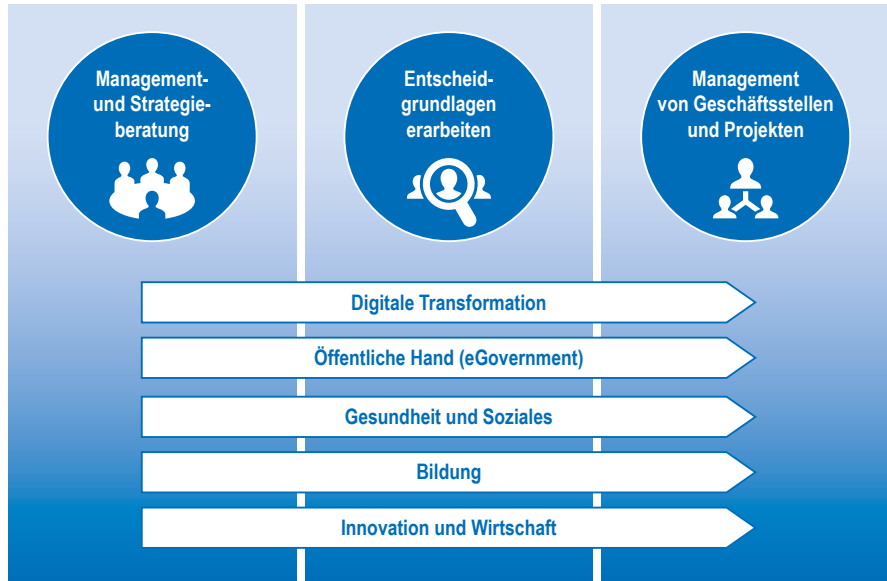 Management-
und Strategie-
beratung
Entscheid-
grundlagen
erarbeiten
Management
von Geschäftsstellen
und Projekten
Digitale Transformation
Öffentliche Hand (eGovernment)
Gesundheit und Soziales
Bildung
Innovation und Wirtschaft